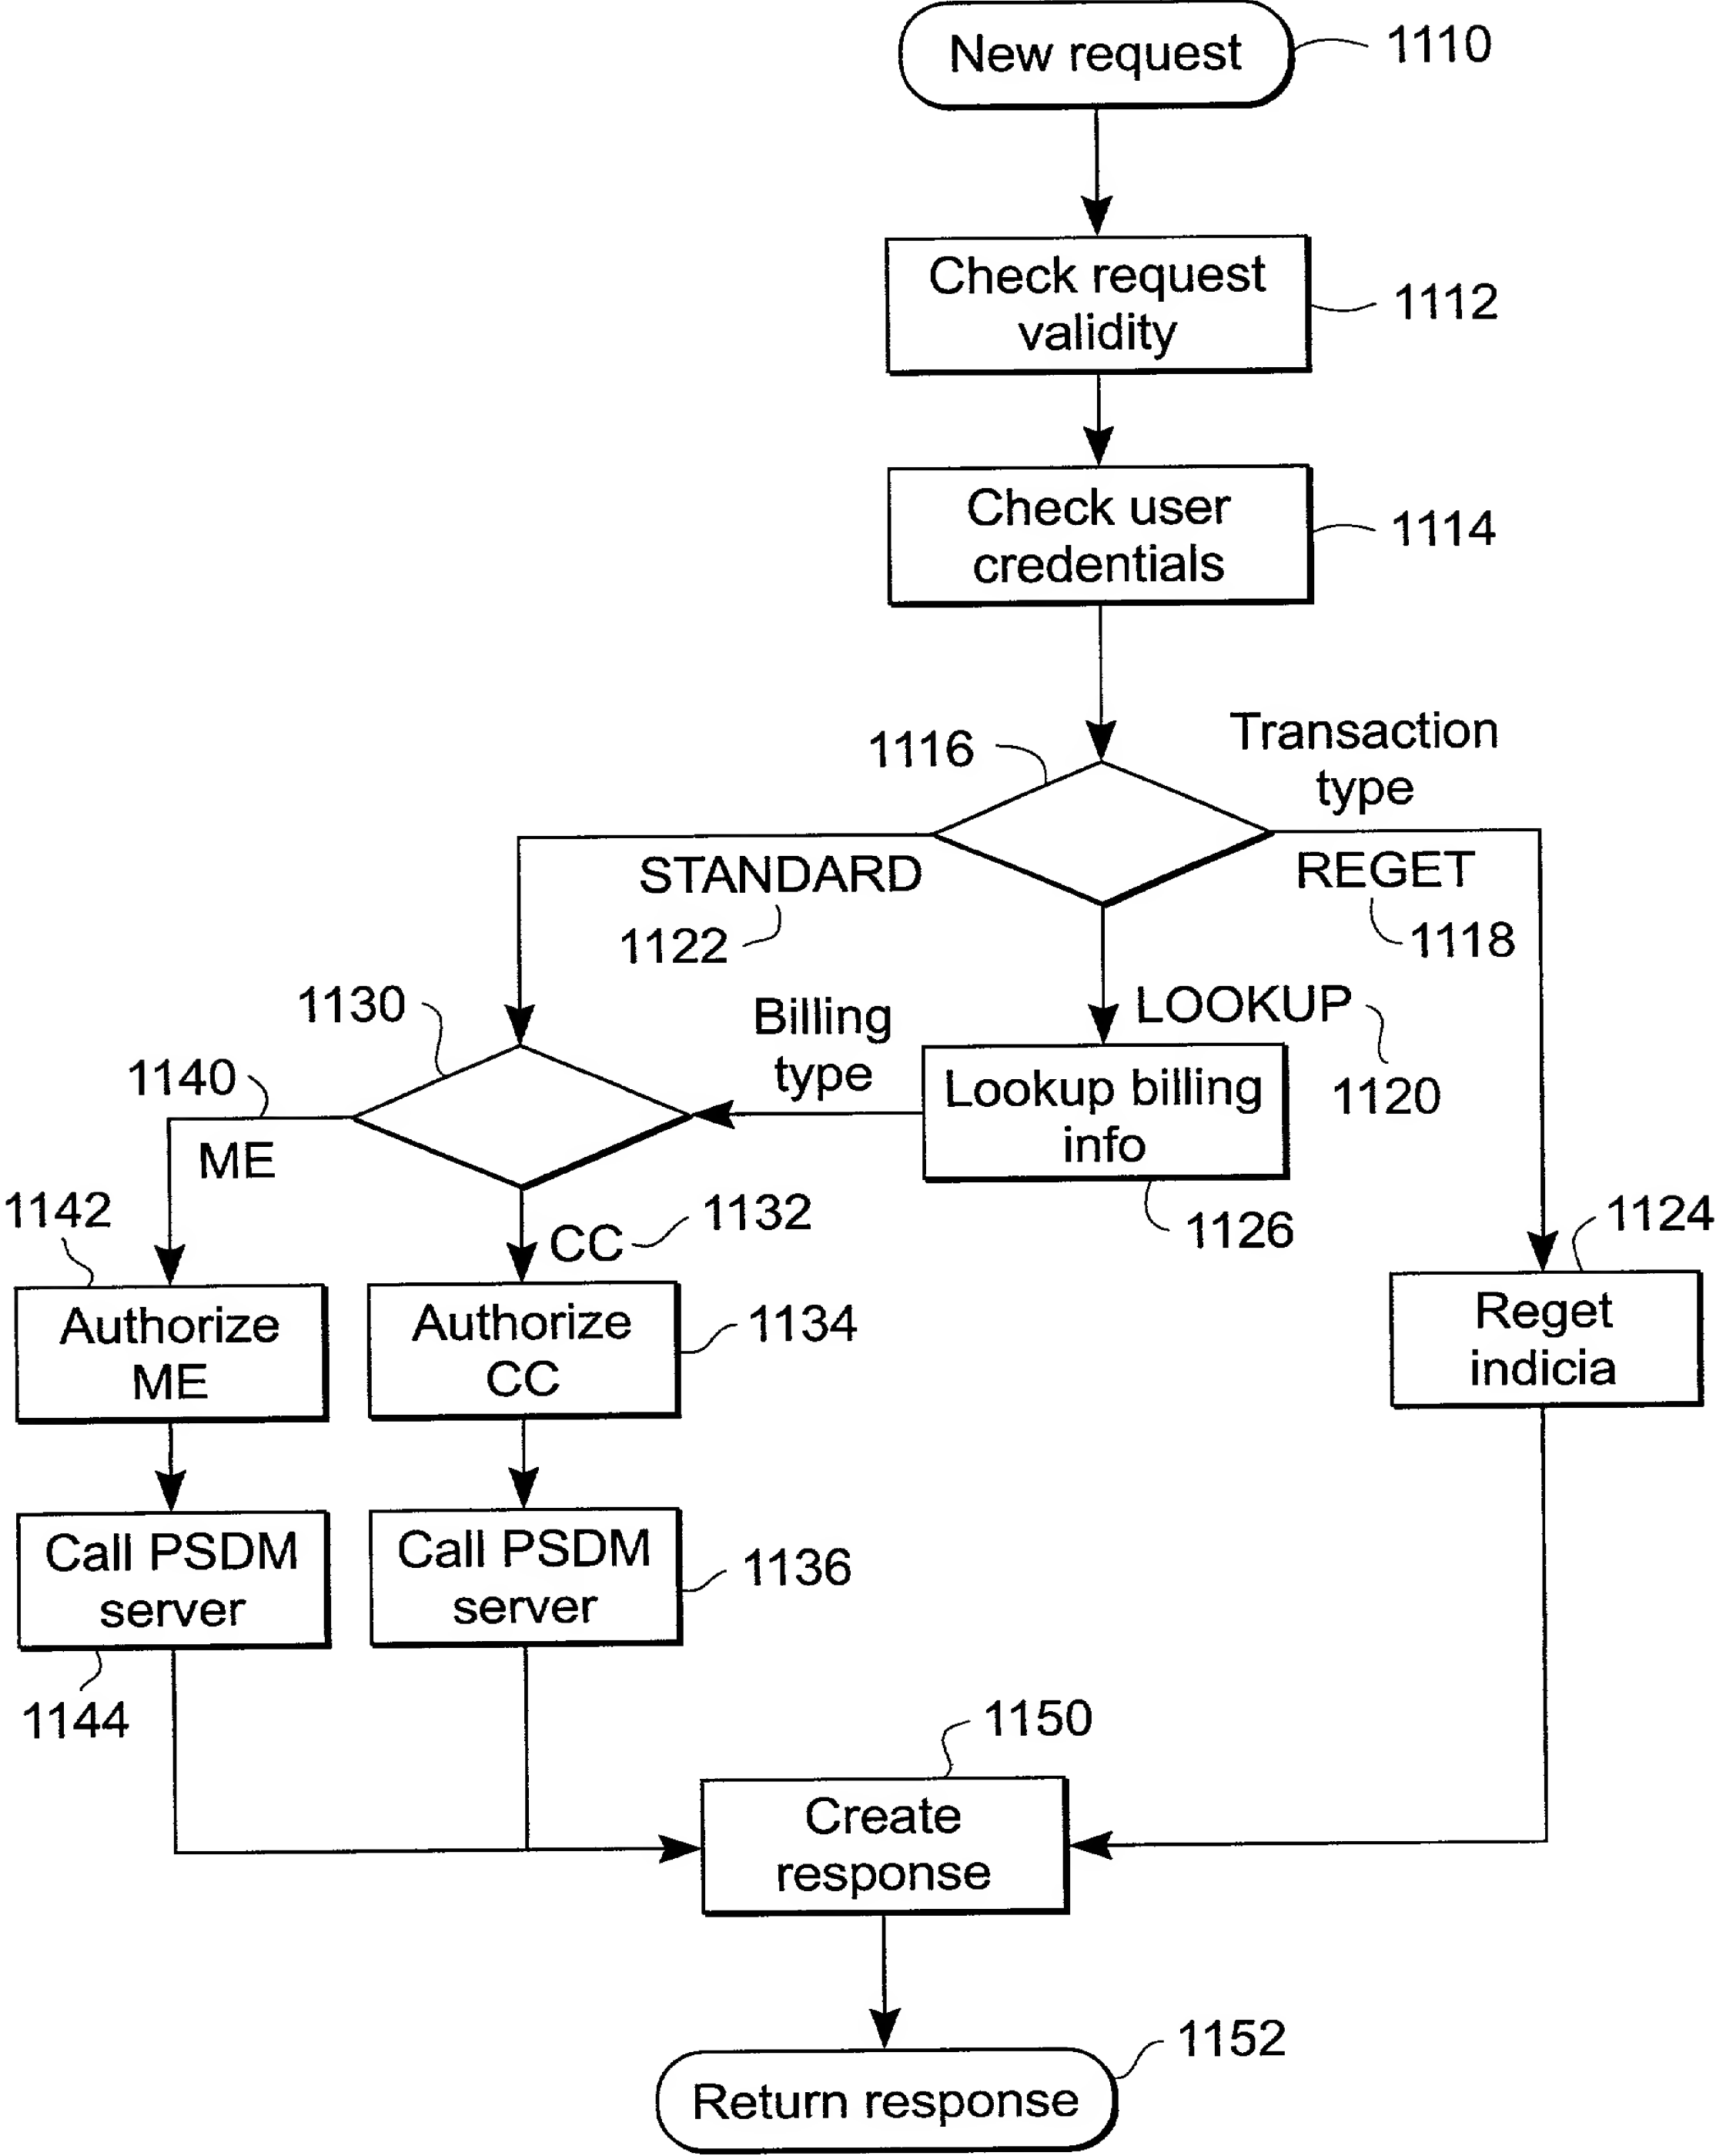 New request
1110
Check request
validity
1112
Check user
credentials
1114
1116
Transaction
type
STANDARD
1122
REGET
1118
1130
Billing
type
LOOKUP
1120
1140
ME
Lookup billing
info
1126
1142
CC
1132
1124
Authorize
ME
Authorize
CC
1134
Reget
indicia
Call PSDM
server
1144
Call PSDM
server
1136
1150
Create
response
1152
Return response